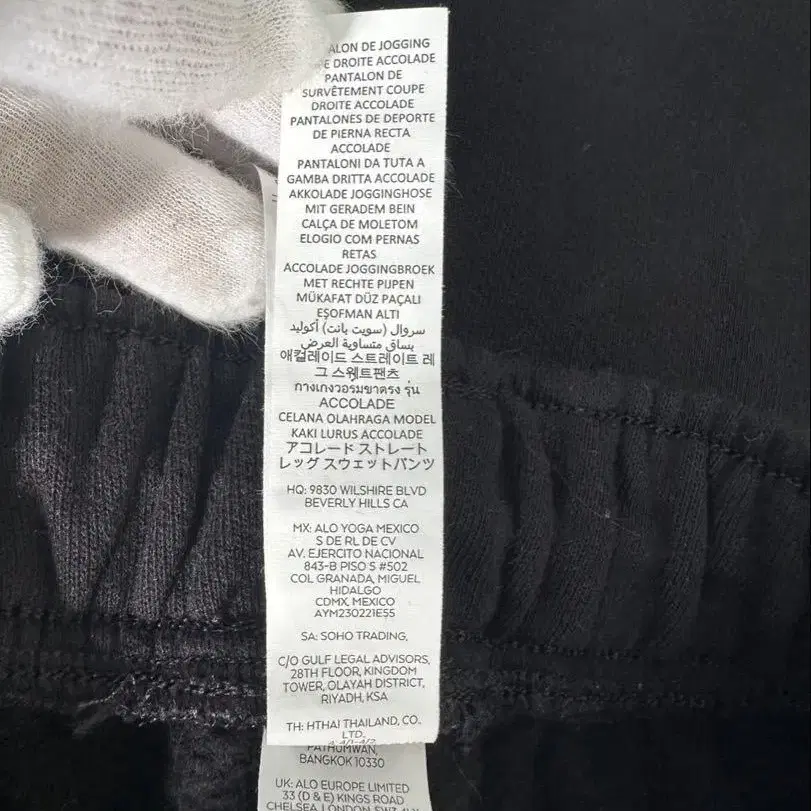 ALON DE JOGGING
E DROITE ACCOLADE
PANTALON DE
SURVÊTEMENT COUPE
DROITE ACCOLADE
PANTALONES DE DEPORTE
DE PIERNA RECTA
ACCOLADE
PANTALONI DA TUTA A
GAMBA DRITTA ACCOLADE
AKKOLADE JOGGINGHOSE
MIT GERADEM BEIN
CALÇA DE MOLETOM
ELOGIO COM PERNAS
RETAS
ACCOLADE JOGGINGBROEK
MET RECHTE PIJPEN
MÜKAFAT DÜZ PAÇALI
EŞOFMAN ALTI
سروال (سويت بانت) أكوليد
بساق متساوية العرض
애컬레이드 스트레이트 레
그 스웻트팬츠
กางเกงวอร์มขาตรง รุ่น
ACCOLADE
CELANA OLAHRAGA MODEL
KAKI LURUS ACCOLADE
アコレード ストレート
レッグ スウェットパンツ
HQ: 9830 WILSHIRE BLVD
BEVERLY HILLS CA
MX: ALO YOGA MEXICO
S DE RL DE CV
AV. EJERCITO NACIONAL
843-B PISO 5 #502
COL GRANADA, MIGUEL
HIDALGO
CDMX, MEXICO
AYM230221E55
SA: SOHO TRADING,
C/O GULF LEGAL ADVISORS,
28TH FLOOR, KINGDOM
TOWER, OLAYAH DISTRICT,
RIYADH, KSA
TH: HTHAI THAILAND, CO.,
LTD.
PATHUMWAN,
BANGKOK 10330
UK: ALO EUROPE LIMITED
33 (D & E) KINGS ROAD
CHELSEA, LONDON